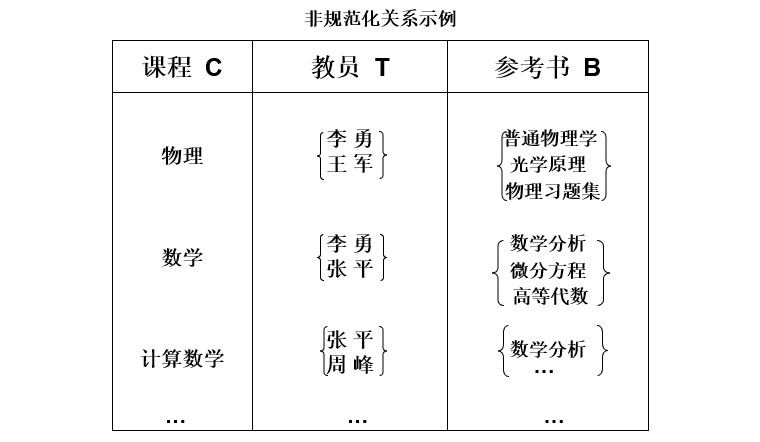 非规范化关系示例
课程 C
教员 T
参考书 B
物理
李 勇
王 军
普通物理学
光学原理
物理习题集
数学
李 勇
张 平
数学分析
微分方程
高等代数
计算数学
张 平
周 峰
数学分析
…
…
…
…